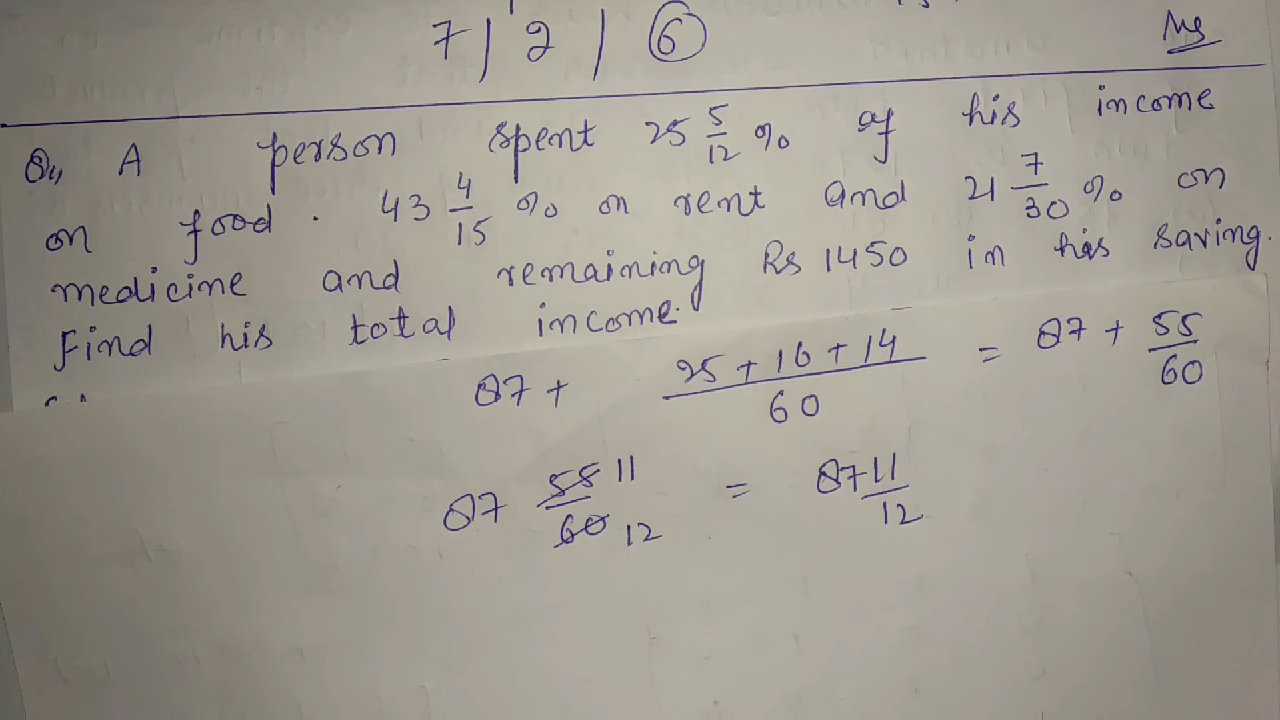 7 | 2 | 6
Ans
Q,, A person spent 25 5/12 % of his income
on food. 43 4/15 % on rent and 21 7/30 % on
medicine and remaining Rs 1450 in his saving.
Find his total income.
87 + 25 + 16 + 14 / 60 = 87 + 55/60
87 55/60 11/12 = 87 11/12